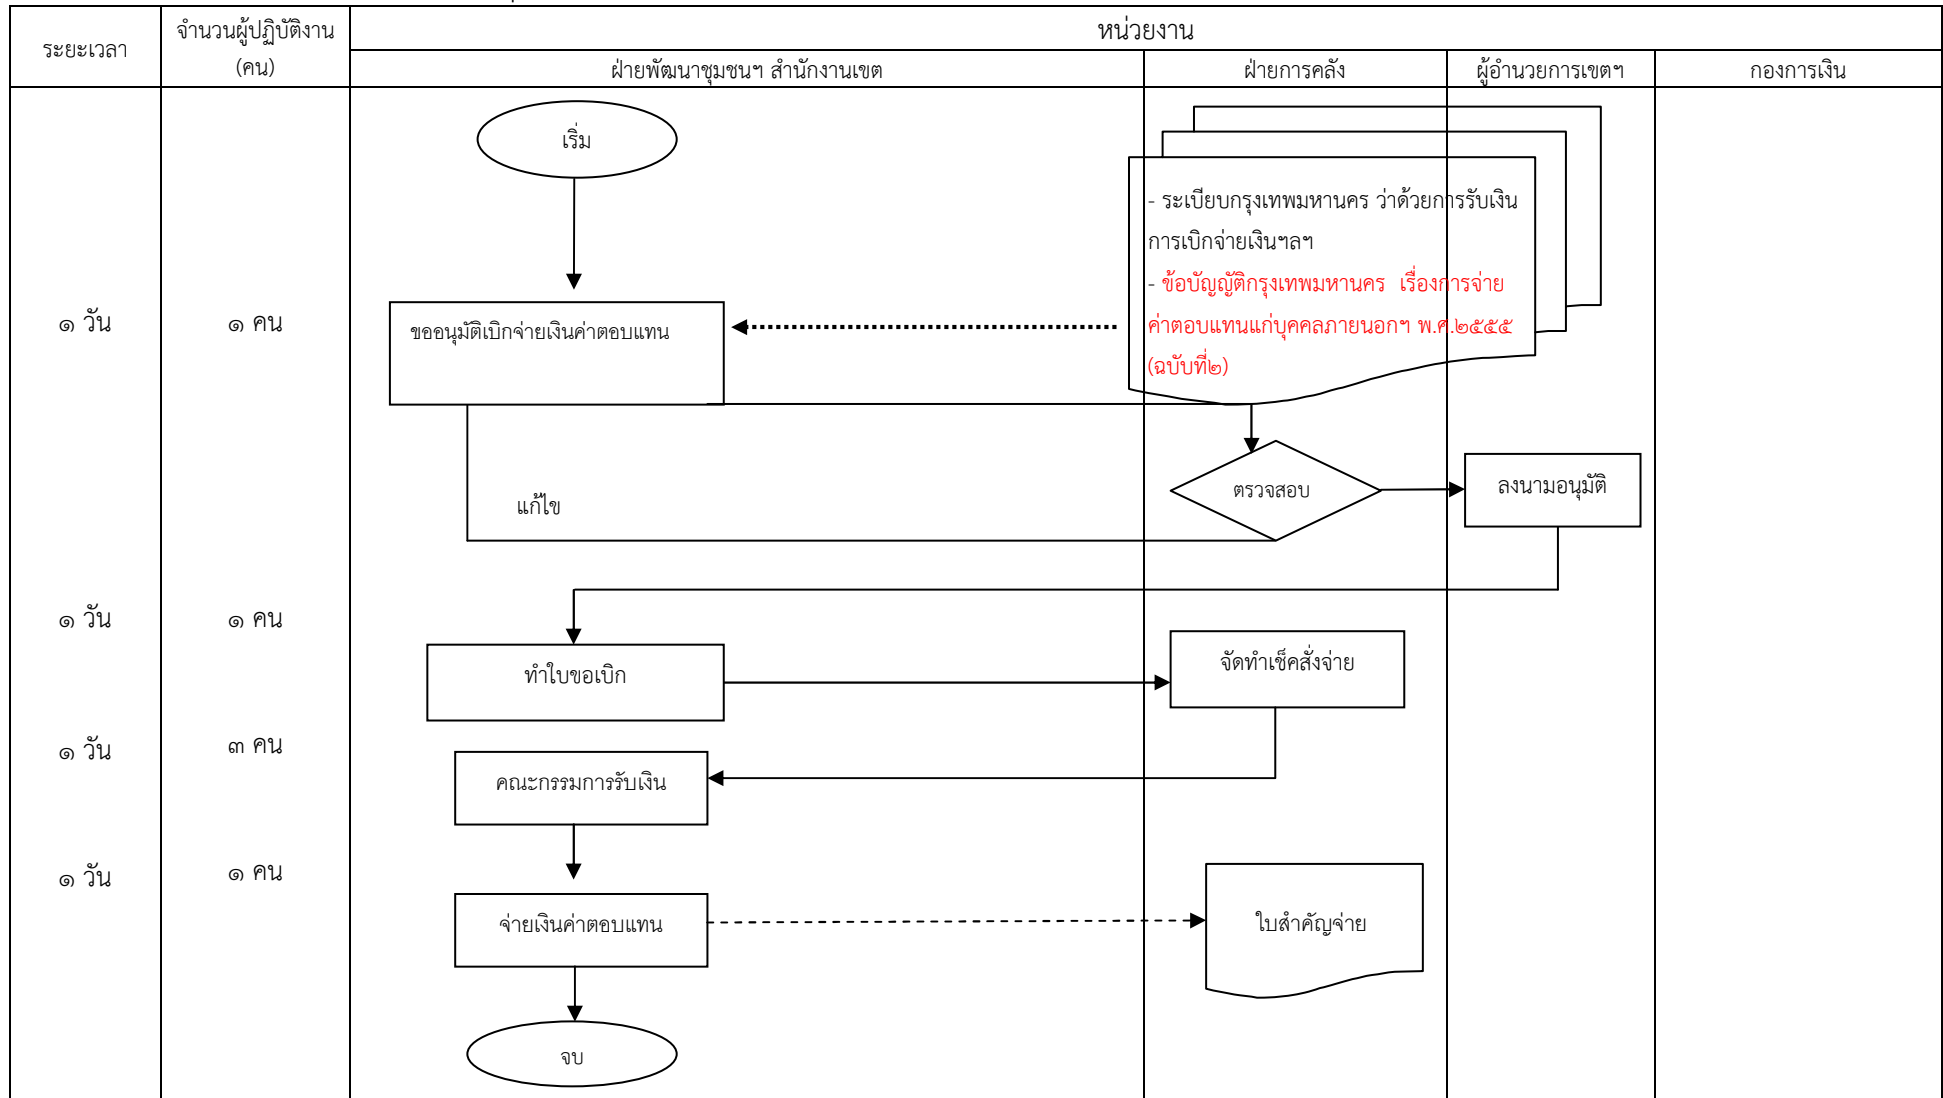 ระยะเวลา
จำนวนผู้ปฏิบัติงาน
(คน)
หน่วยงาน
ฝ่ายพัฒนาชุมชนฯ สำนักงานเขต
ฝ่ายการคลัง
ผู้อำนวยการเขตฯ
กองการเงิน
เริ่ม
- ระเบียบกรุงเทพมหานคร ว่าด้วยการรับเงิน
การเบิกจ่ายเงินฯลฯ
- ข้อบัญญัติกรุงเทพมหานคร เรื่องการจ่าย
ค่าตอบแทนแก่บุคคลภายนอกฯ พ.ศ.๒๕๕๕
(ฉบับที่๒)
๑ วัน
๑ คน
ขออนุมัติเบิกจ่ายเงินค่าตอบแทน
แก้ไข
ตรวจสอบ
ลงนามอนุมัติ
๑ วัน
๑ คน
ทำใบขอเบิก
จัดทำเช็คสั่งจ่าย
๑ วัน
๓ คน
คณะกรรมการรับเงิน
๑ วัน
๑ คน
จ่ายเงินค่าตอบแทน
ใบสำคัญจ่าย
จบ